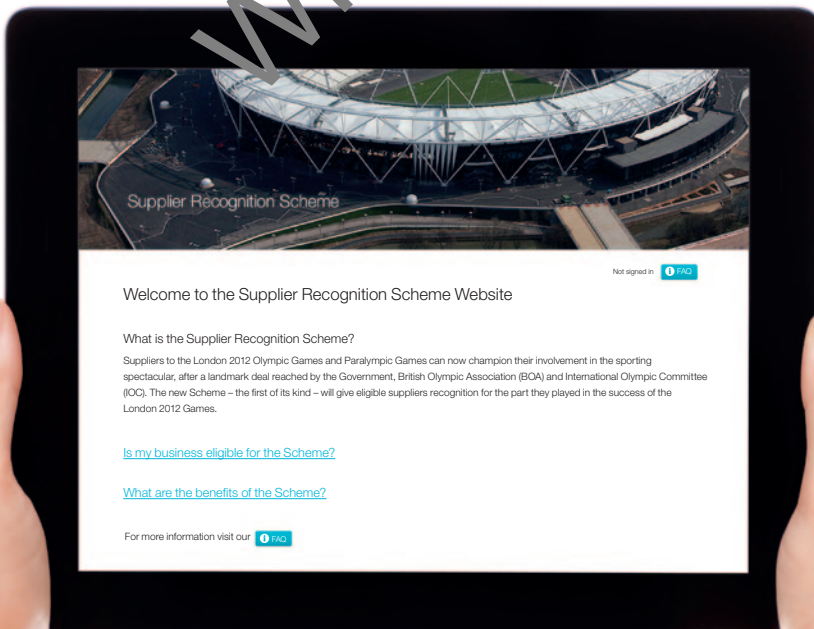 Supplier Recognition Scheme
Not signed in
FAQ
Welcome to the Supplier Recognition Scheme Website
What is the Supplier Recognition Scheme?
Suppliers to the London 2012 Olympic Games and Paralympic Games can now champion their involvement in the sporting
spectacular, after a landmark deal reached by the Government, British Olympic Association (BOA) and International Olympic Committee
(IOC). The new Scheme – the first of its kind – will give eligible suppliers recognition for the part they played in the success of the
London 2012 Games.
Is my business eligible for the Scheme?
What are the benefits of the Scheme?
For more information visit our FAQ